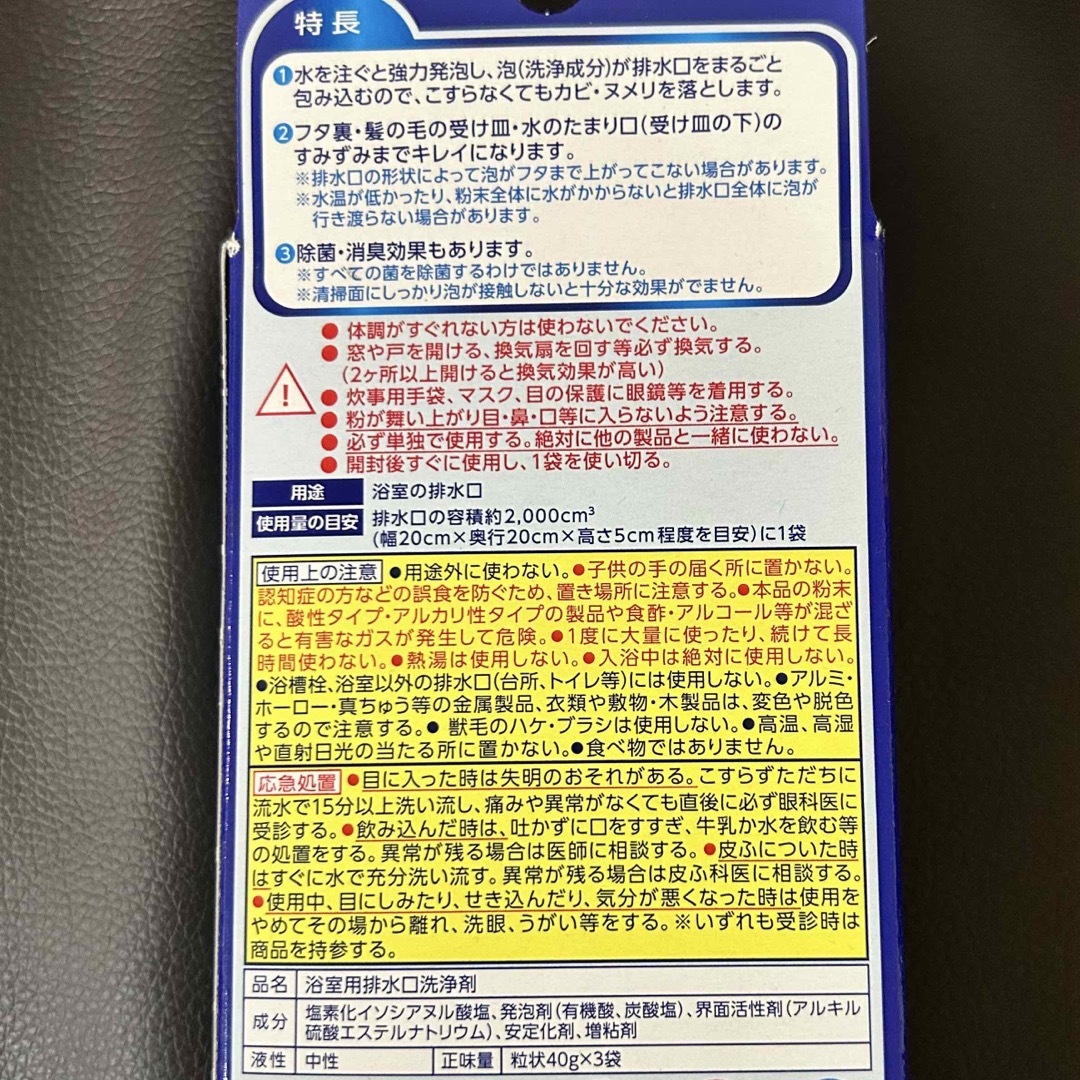 特長
①水を注ぐと強力発泡し、泡(洗浄成分)が排水口をまるごと
包み込むので、こすらなくてもカビ・ヌメリを落とします。
②フタ裏・髪の毛の受け皿・水のたまり口(受け皿の下)の
すみずみまでキレイになります。
※排水口の形状によって泡がフタまで上がってこない場合があります。
※水温が低かったり、粉末全体に水がかからないと排水口全体に泡が
行き渡らない場合があります。
③除菌・消臭効果もあります。
※すべての菌を除菌するわけではありません。
※清掃面にしっかり泡が接触しないと十分な効果がでません。
●体調がすぐれない方は使わないでください。
●窓や戸を開ける、換気扇を回す等必ず換気する。
(2ヶ所以上開けると換気効果が高い)
●炊事用手袋、マスク、目の保護に眼鏡等を着用する。
●粉が舞い上がり目・鼻・口等に入らないよう注意する。
●必ず単独で使用する。絶対に他の製品と一緒に使わない。
●開封後すぐに使用し、1袋を使い切る。
用途 浴室の排水口
使用量の目安 排水口の容積約2,000cm³
(幅20cm×奥行20cm×高さ5cm程度を目安)に1袋
使用上の注意 ●用途外に使わない。●子供の手の届く所に置かない。
認知症の方などの誤食を防ぐため、置き場所に注意する。●本品の粉末
に、酸性タイプ・アルカリ性タイプの製品や食酢・アルコール等が混ざ
ると有害なガスが発生して危険。●1度に大量に使ったり、続けて長
時間使わない。●熱湯は使用しない。●入浴中は絶対に使用しない。
●浴槽栓、浴室以外の排水口(台所、トイレ等)には使用しない。●アルミ・
ホーロー・真ちゅう等の金属製品、衣類や敷物・木製品は、変色や脱色
するので注意する。●獣毛のハケ・ブラシは使用しない。●高温、高湿
や直射日光の当たる所に置かない。●食べ物ではありません。
応急処置 ●目に入った時は失明のおそれがある。こすらずただちに
流水で15分以上洗い流し、痛みや異常がなくても直後に必ず眼科医に
受診する。●飲み込んだ時は、吐かずに口をすすぎ、牛乳か水を飲む等
の処置をする。異常が残る場合は医師に相談する。●皮ふについた時
はすぐに水で充分洗い流す。異常が残る場合は皮ふ科医に相談する。
●使用中、目にしみたり、せき込んだり、気分が悪くなった時は使用を
やめてその場から離れ、洗眼、うがい等をする。※いずれも受診時は
商品を持参する。
品名 浴室用排水口洗浄剤
成分 塩素化イソシアヌル酸塩、発泡剤(有機酸、炭酸塩)、界面活性剤(アルキル
硫酸エステルナトリウム)、安定化剤、増粘剤
液性 中性 正味量 粒状40g×3袋